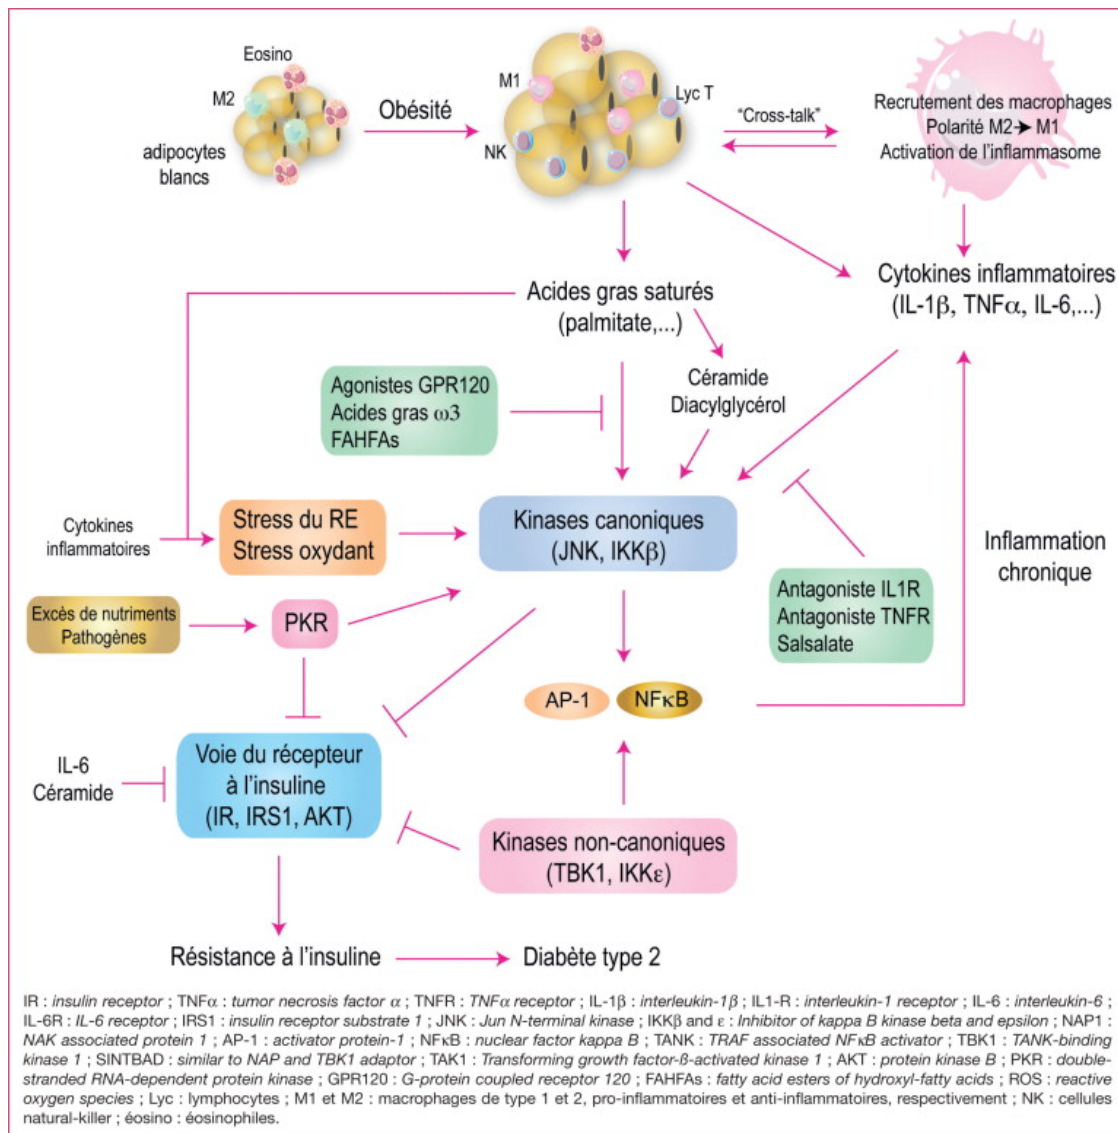 Eosino
M2
adipocytes
blancs
Obésité
M1
Lyc T
NK
“Cross-talk”
Recrutement des macrophages
Polarité M2➔ M1
Activation de l’inflammasome
Acides gras saturés
(palmitate,...)
Cytokines inflammatoires
(IL-1β, TNFα, IL-6,...)
Agonistes GPR120
Acides gras ω3
FAHFAs
Céramide
Diacylglycérol
Cytokines
inflammatoires
Stress du RE
Stress oxydant
Kinases canoniques
(JNK, IKKβ)
Inflammation
chronique
Antagoniste IL1R
Antagoniste TNFR
Salsalate
Excès de nutriments
Pathogènes
PKR
AP-1
NFκB
IL-6
Céramide
Voie du récepteur
à l’insuline
(IR, IRS1, AKT)
Kinases non-canoniques
(TBK1, IKKε)
Résistance à l’insuline
Diabète type 2
IR : insulin receptor ; TNFα : tumor necrosis factor α ; TNFR : TNFα receptor ; IL-1β : interleukin-1β ; IL1-R : interleukin-1 receptor ; IL-6 : interleukin-6 ;
IL-6R : IL-6 receptor ; IRS1 : insulin receptor substrate 1 ; JNK : Jun N-terminal kinase ; IKKβ and ε : Inhibitor of kappa B kinase beta and epsilon ; NAP1 :
NAK associated protein 1 ; AP-1 : activator protein-1 ; NFκB : nuclear factor kappa B ; TANK : TRAF associated NFκB activator ; TBK1 : TANK-binding
kinase 1 ; SINTBAD : similar to NAP and TBK1 adaptor ; TAK1 : Transforming growth factor-ß-activated kinase 1 ; AKT : protein kinase B ; PKR : double-
stranded RNA-dependent protein kinase ; GPR120 : G-protein coupled receptor 120 ; FAHFAs : fatty acid esters of hydroxyl-fatty acids ; ROS : reactive
oxygen species ; Lyc : lymphocytes ; M1 et M2 : macrophages de type 1 et 2, pro-inflammatoires et anti-inflammatoires, respectivement ; NK : cellules
natural-killer ; éosino : éosinophiles.